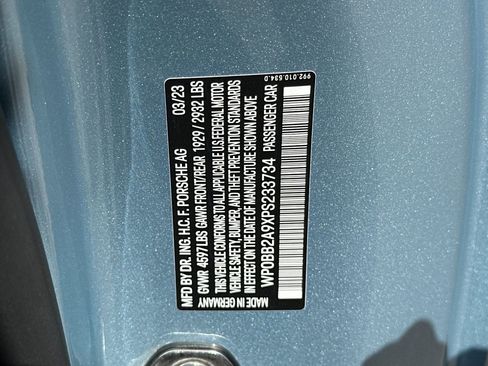 MFD BY DR. ING. H.C. F. PORSCHE AG 03/23
GVWR 4597 LBS GAWR FRONT/REAR 1929 / 2932 LBS
THIS VEHICLE CONFORMS TO ALL APPLICABLE U.S FEDERAL MOTOR
VEHICLE SAFETY, BUMPER, AND THEFT PREVENTION STANDARDS
IN EFFECT ON THE DATE OF MANUFACTURE SHOWN ABOVE
WP0BB2A9XPS233734 PASSENGER CAR
MADE IN GERMANY
992.010.534.0